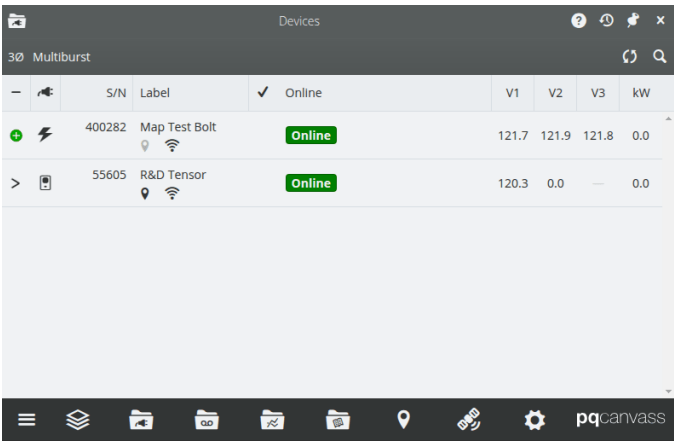 Devices
3Ø Multiburst
S/N Label Online V1 V2 V3 kW
400282 Map Test Bolt Online 121.7 121.9 121.8 0.0
55605 R&D Tensor Online 120.3 0.0 — 0.0
pqcanvass